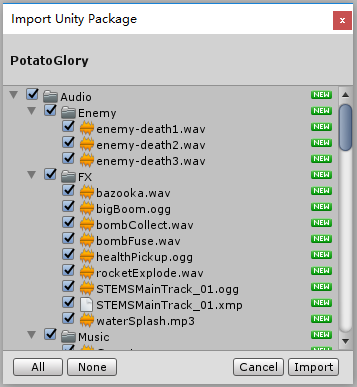 Import Unity Package
x
PotatoGlory
Audio NEW
Enemy NEW
enemy-death1.wav NEW
enemy-death2.wav NEW
enemy-death3.wav NEW
FX NEW
bazooka.wav NEW
bigBoom.ogg NEW
bombCollect.wav NEW
bombFuse.wav NEW
healthPickup.ogg NEW
rocketExplode.wav NEW
STEMSMainTrack_01.ogg NEW
STEMSMainTrack_01.xmp NEW
waterSplash.mp3 NEW
Music NEW
All None Cancel Import